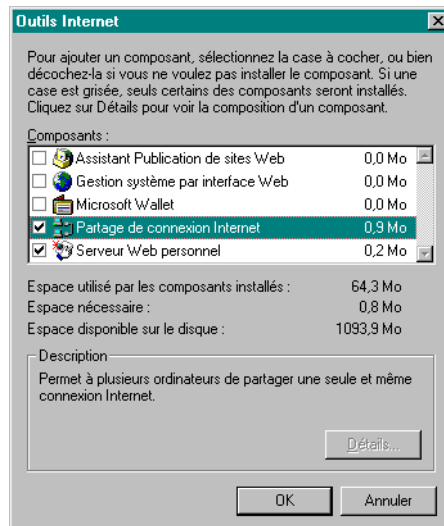 Outils Internet
Pour ajouter un composant, sélectionnez la case à cocher, ou bien
décochez-la si vous ne voulez pas installer le composant. Si une
case est grisée, seuls certains des composants seront installés.
Cliquez sur Détails pour voir la composition d'un composant.
Composants :
Assistant Publication de sites Web 0,0 Mo
Gestion système par interface Web 0,0 Mo
Microsoft Wallet 0,0 Mo
Partage de connexion Internet 0,9 Mo
Serveur Web personnel 0,2 Mo
Espace utilisé par les composants installés : 64,3 Mo
Espace nécessaire : 0,8 Mo
Espace disponible sur le disque : 1093,9 Mo
Description
Permet à plusieurs ordinateurs de partager une seule et même
connexion Internet.
Détails...
OK Annuler